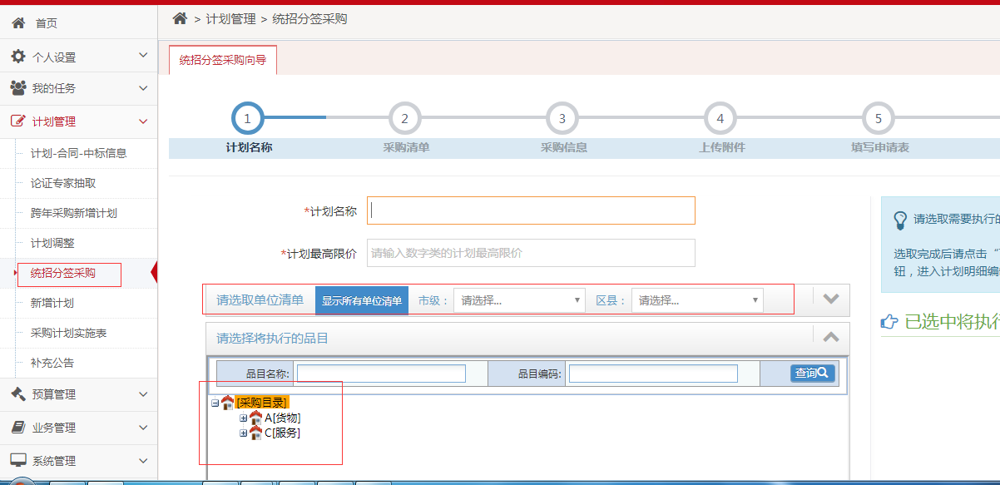 首页
个人设置
我的任务
计划管理
计划-合同-中标信息
论证专家抽取
跨年采购新增计划
计划调整
统招分签采购
新增计划
采购计划实施表
补充公告
预算管理
业务管理
系统管理
> 计划管理 > 统招分签采购
统招分签采购向导
1 2 3 4 5
计划名称 采购清单 采购信息 上传附件 填写申请表
*计划名称
*计划最高限价 请输入数字类的计划最高限价
请选取单位清单 显示所有单位清单 市级： 请选择... 区县： 请选择...
请选择将执行的品目
品目名称: 品目编码: 查询
[采购目录]
A[货物]
C[服务]
请选取需要执行的
选取完成后请点击“
钮，进入计划明细编
已选中将执行